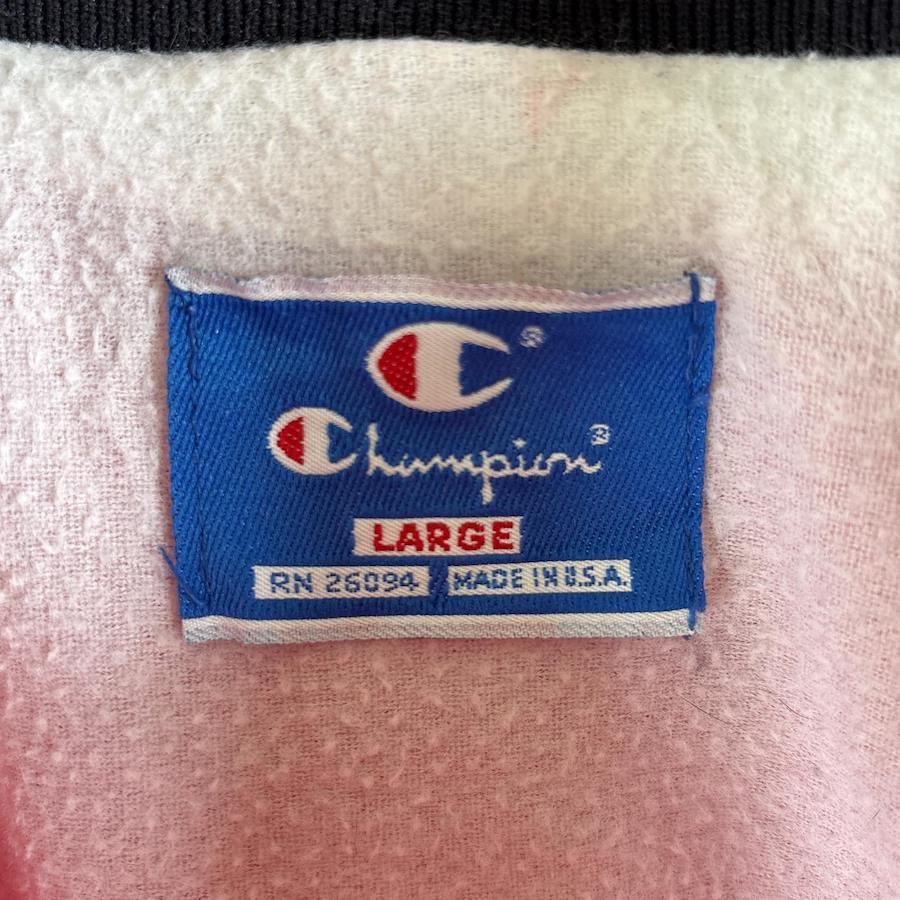 ®
Champion®
LARGE
RN 26094 MADE IN U.S.A.